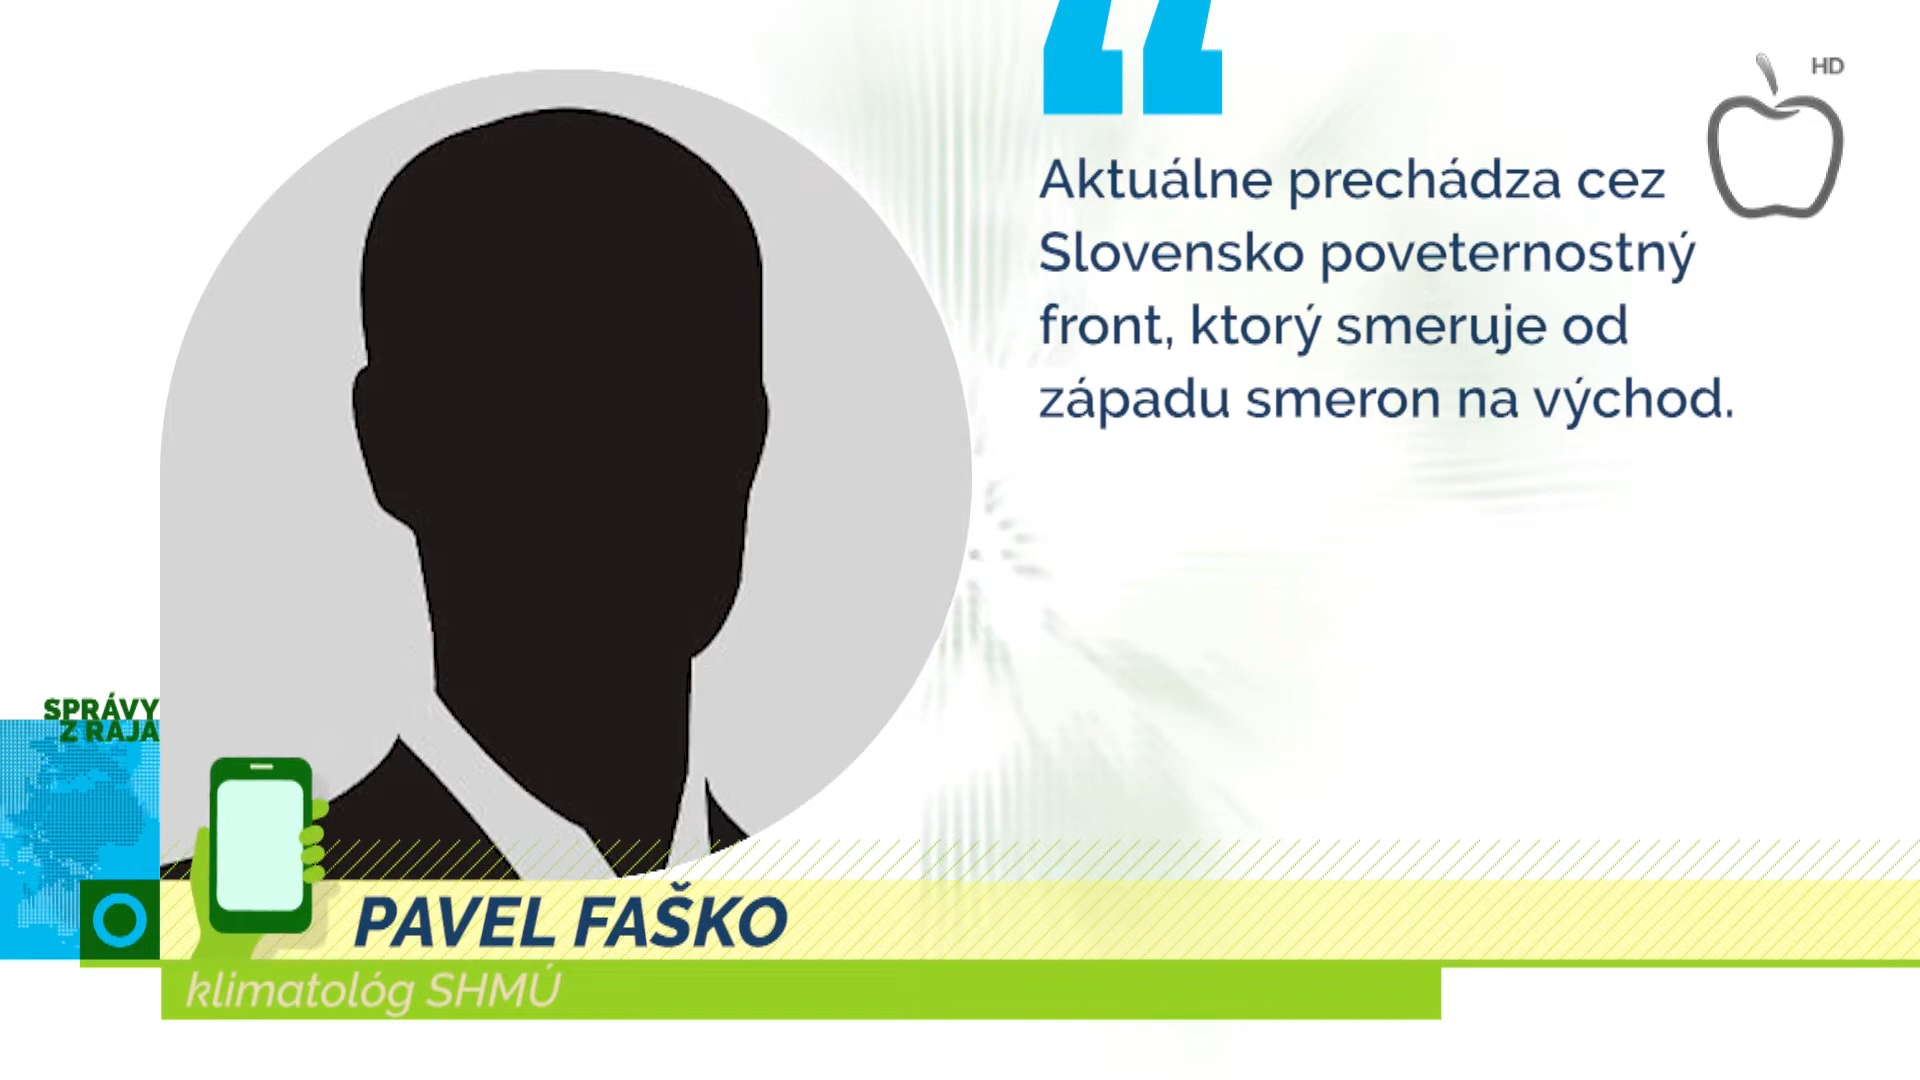 HD
Aktuálne prechádza cez
Slovensko poveternostný
front, ktorý smeruje od
západu smeron na východ.
SPRÁVY
Z RAJA
PAVEL FAŠKO
klimatológ SHMÚ